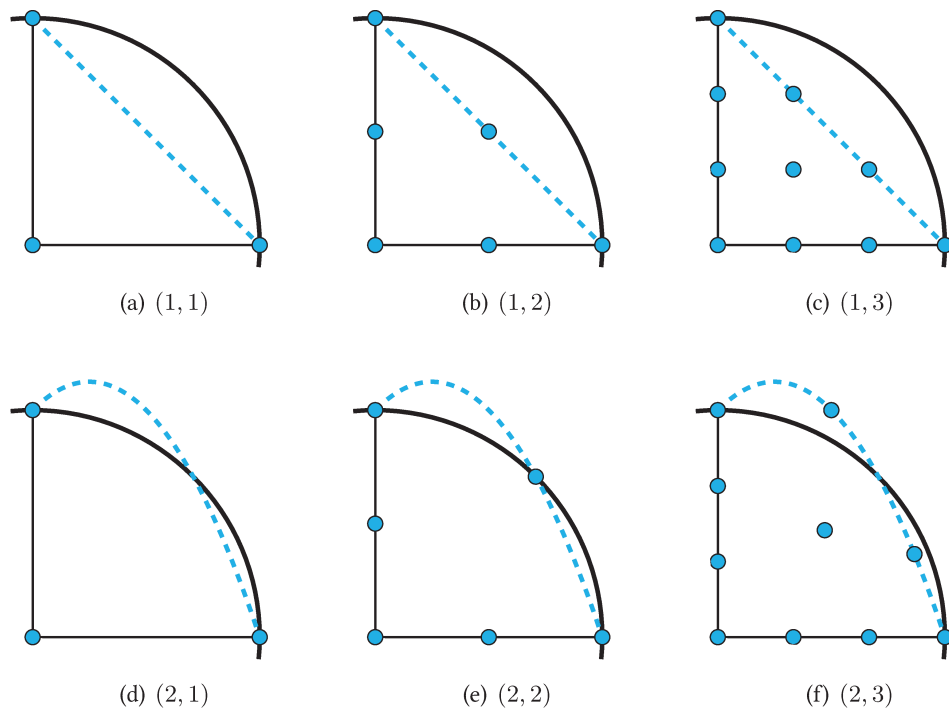 (a) (1, 1)
(b) (1, 2)
(c) (1, 3)
(d) (2, 1)
(e) (2, 2)
(f) (2, 3)